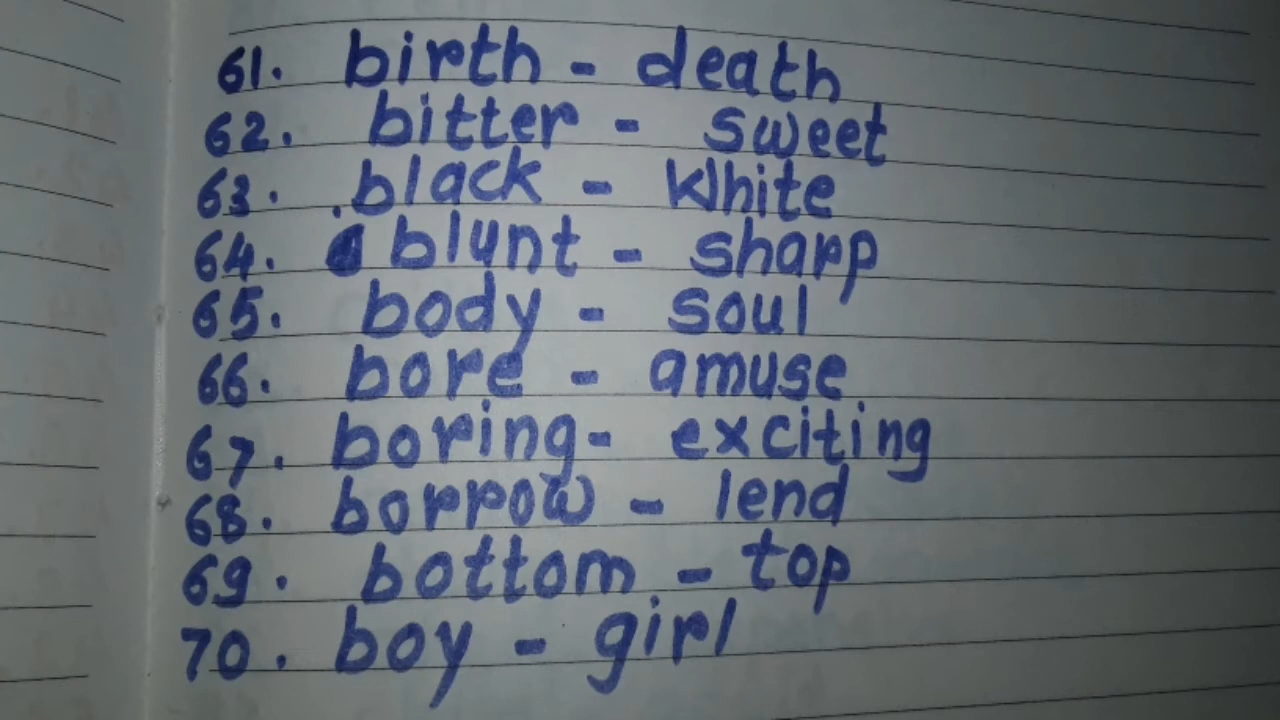 61. birth - death
62. bitter - sweet
63. black - White
64. blunt - sharp
65. body - soul
66. bore - amuse
67. boring - exciting
68. borrow - lend
69. bottom - top
70. boy - girl